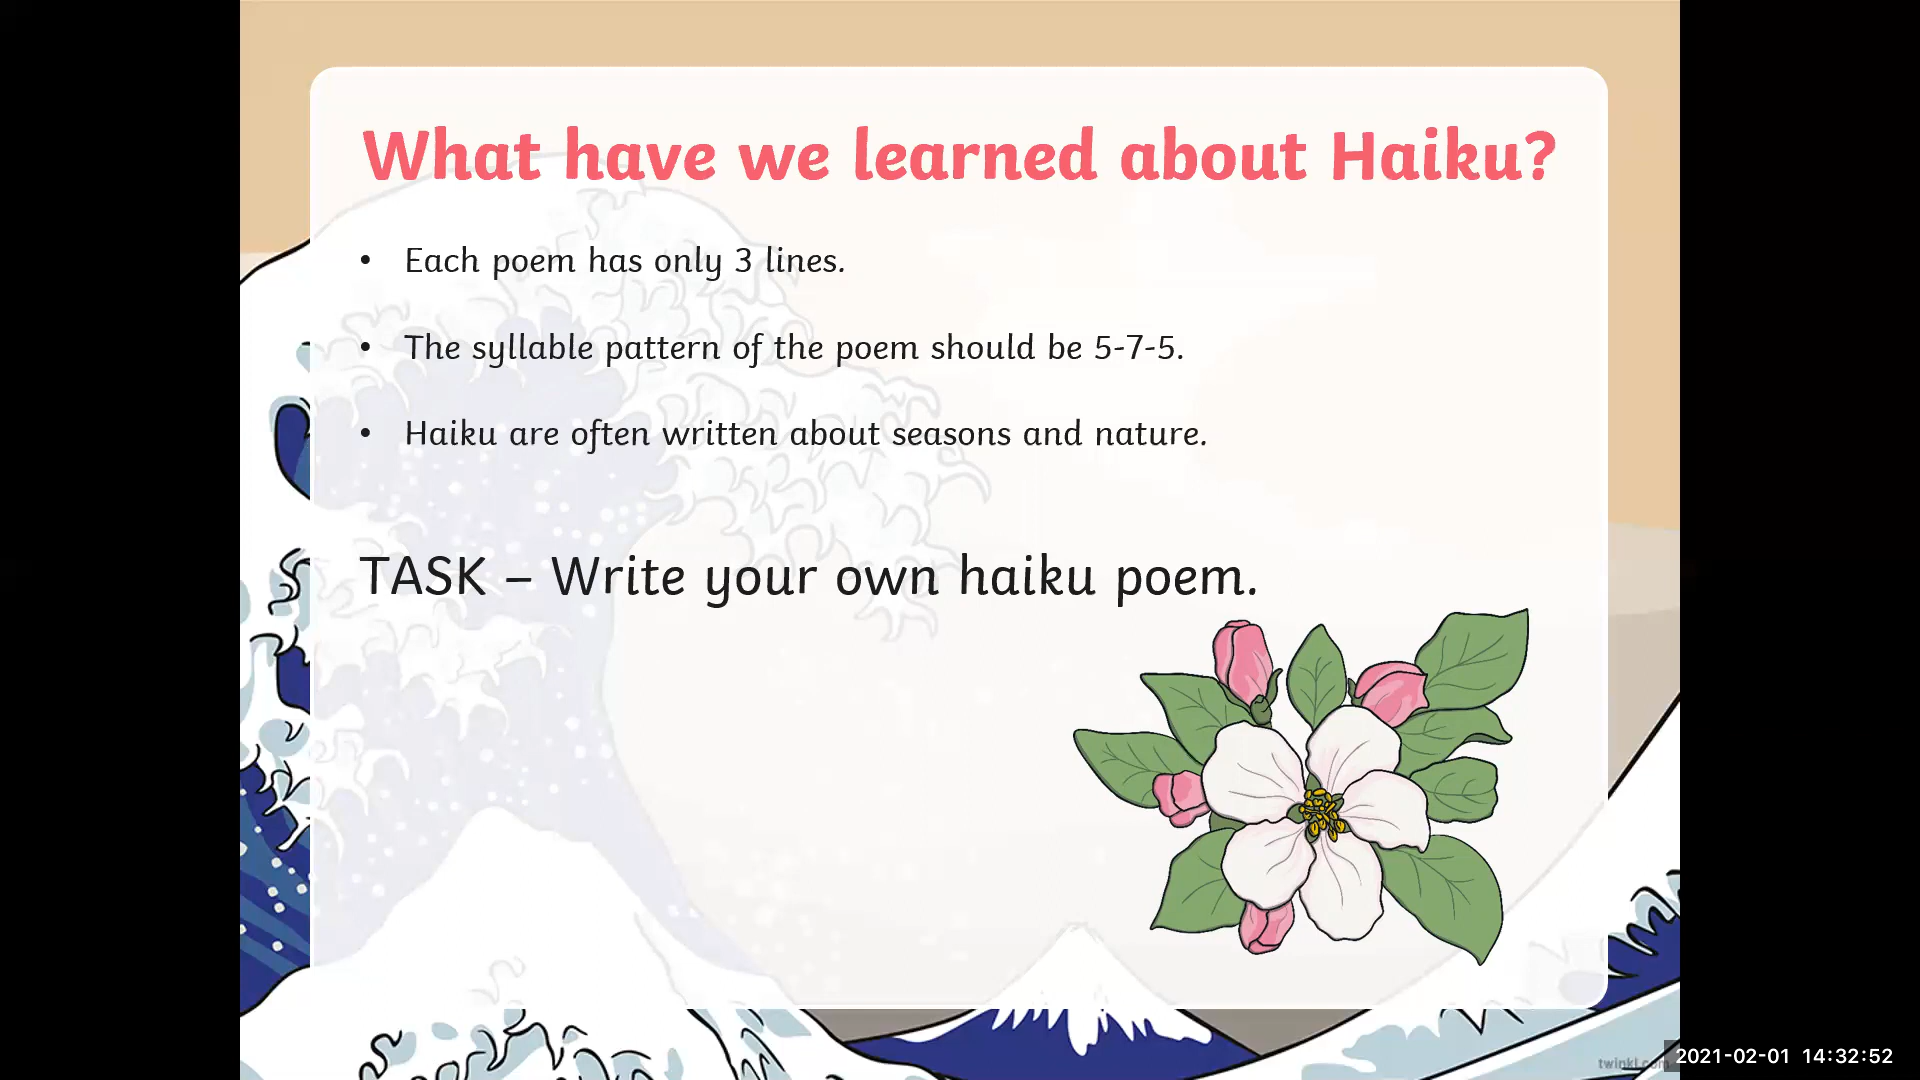 What have we learned about Haiku?
• Each poem has only 3 lines.
• The syllable pattern of the poem should be 5-7-5.
• Haiku are often written about seasons and nature.
TASK – Write your own haiku poem.
twinkl.com
2021-02-01 14:32:52